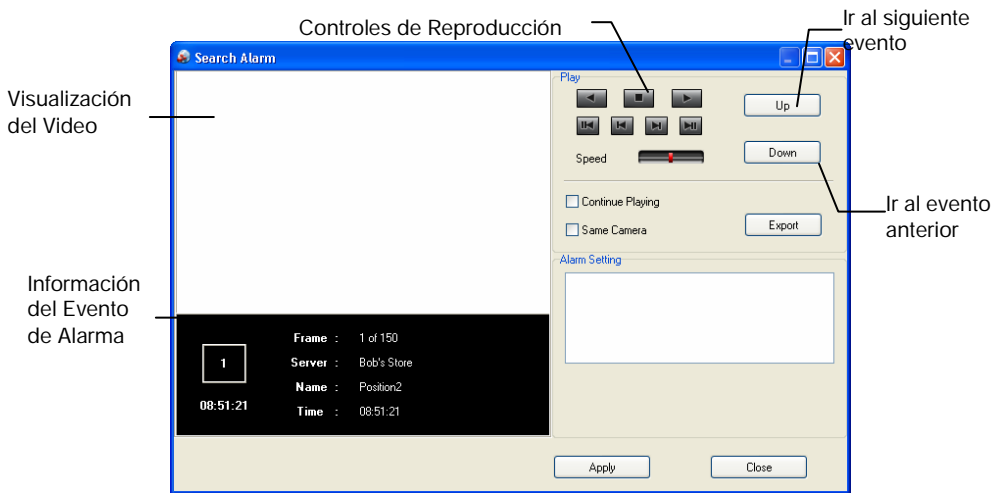 Controles de Reproducción
Ir al siguiente
evento
Search Alarm
Visualización
del Video
Play
Up
Speed
Down
Continue Playing
Same Camera
Export
Ir al evento
anterior
Alarm Setting
Información
del Evento
de Alarma
1
08:51:21
Frame : 1 of 150
Server : Bob's Store
Name : Position2
Time : 08:51:21
Apply
Close